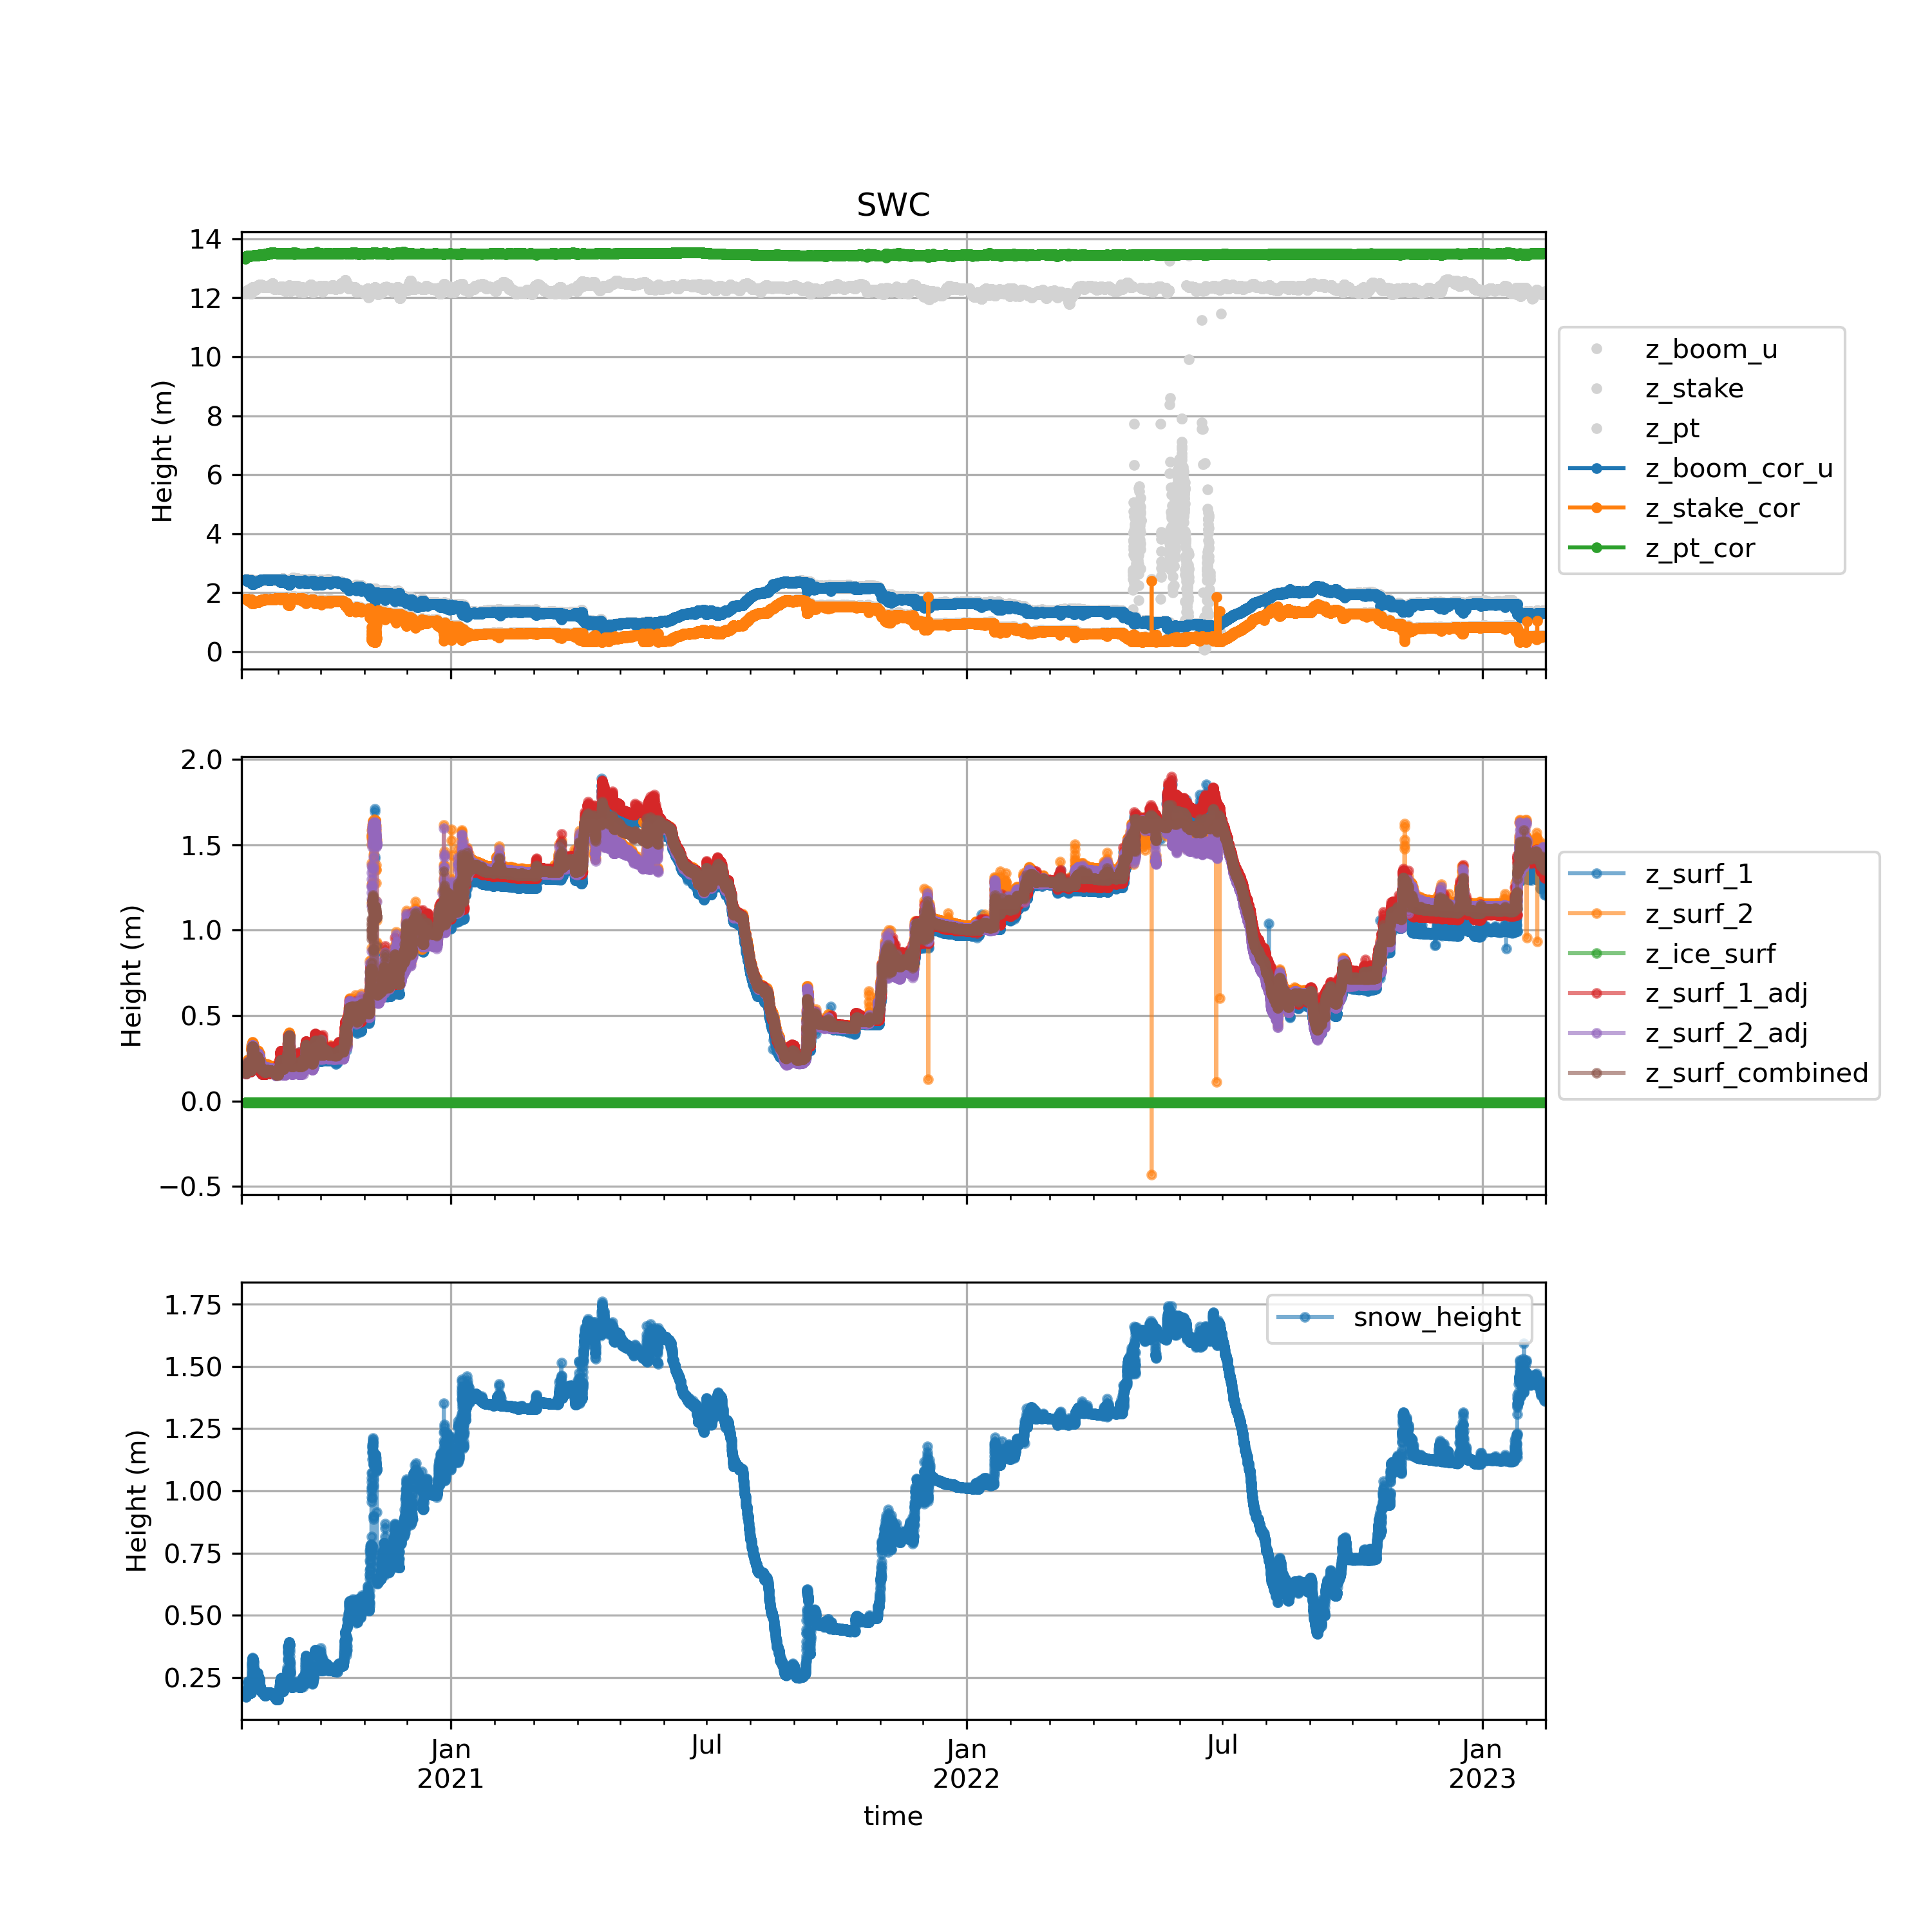 SWC
14
12
10
8
6
4
2
0
Height (m)
z_boom_u
z_stake
z_pt
z_boom_cor_u
z_stake_cor
z_pt_cor
2.0
1.5
1.0
0.5
0.0
−0.5
Height (m)
z_surf_1
z_surf_2
z_ice_surf
z_surf_1_adj
z_surf_2_adj
z_surf_combined
1.75
1.50
1.25
1.00
0.75
0.50
0.25
Height (m)
snow_height
Jan Jul Jan Jul Jan
2021 2022 2023
time